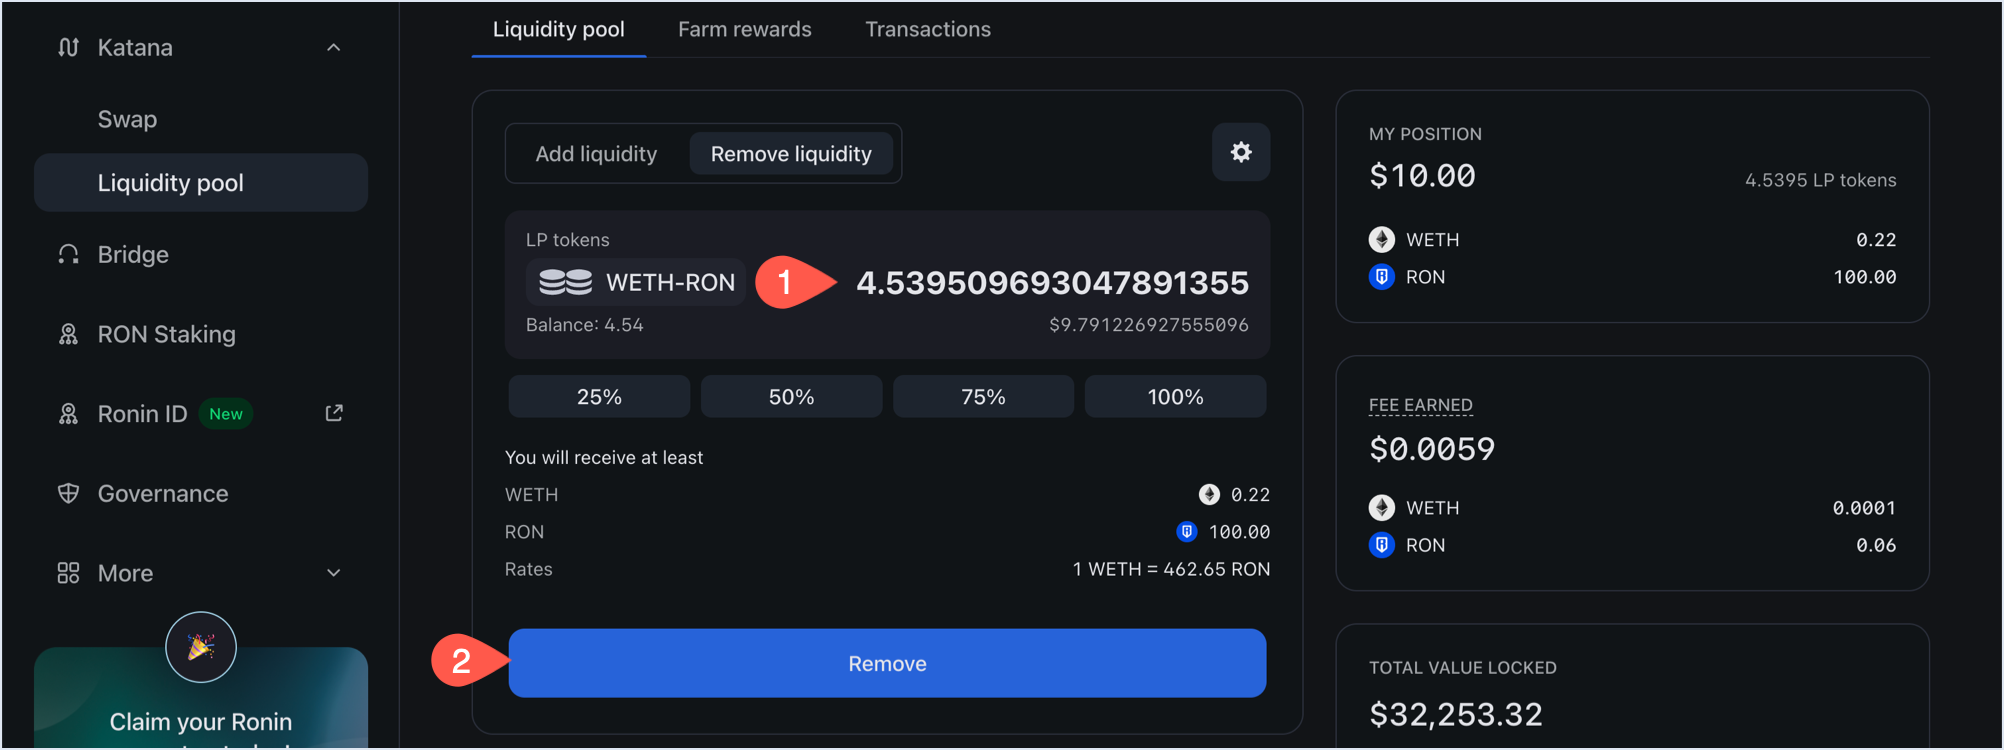 Katana
Swap
Liquidity pool
Bridge
RON Staking
Ronin ID New
Governance
More
Claim your Ronin
Liquidity pool Farm rewards Transactions
Add liquidity Remove liquidity
LP tokens
WETH-RON 1 4.539509693047891355
Balance: 4.54 $9.791226927555096
25% 50% 75% 100%
You will receive at least
WETH 0.22
RON 100.00
Rates 1 WETH = 462.65 RON
2 Remove
MY POSITION
$10.00 4.5395 LP tokens
WETH 0.22
RON 100.00
FEE EARNED
$0.0059
WETH 0.0001
RON 0.06
TOTAL VALUE LOCKED
$32,253.32